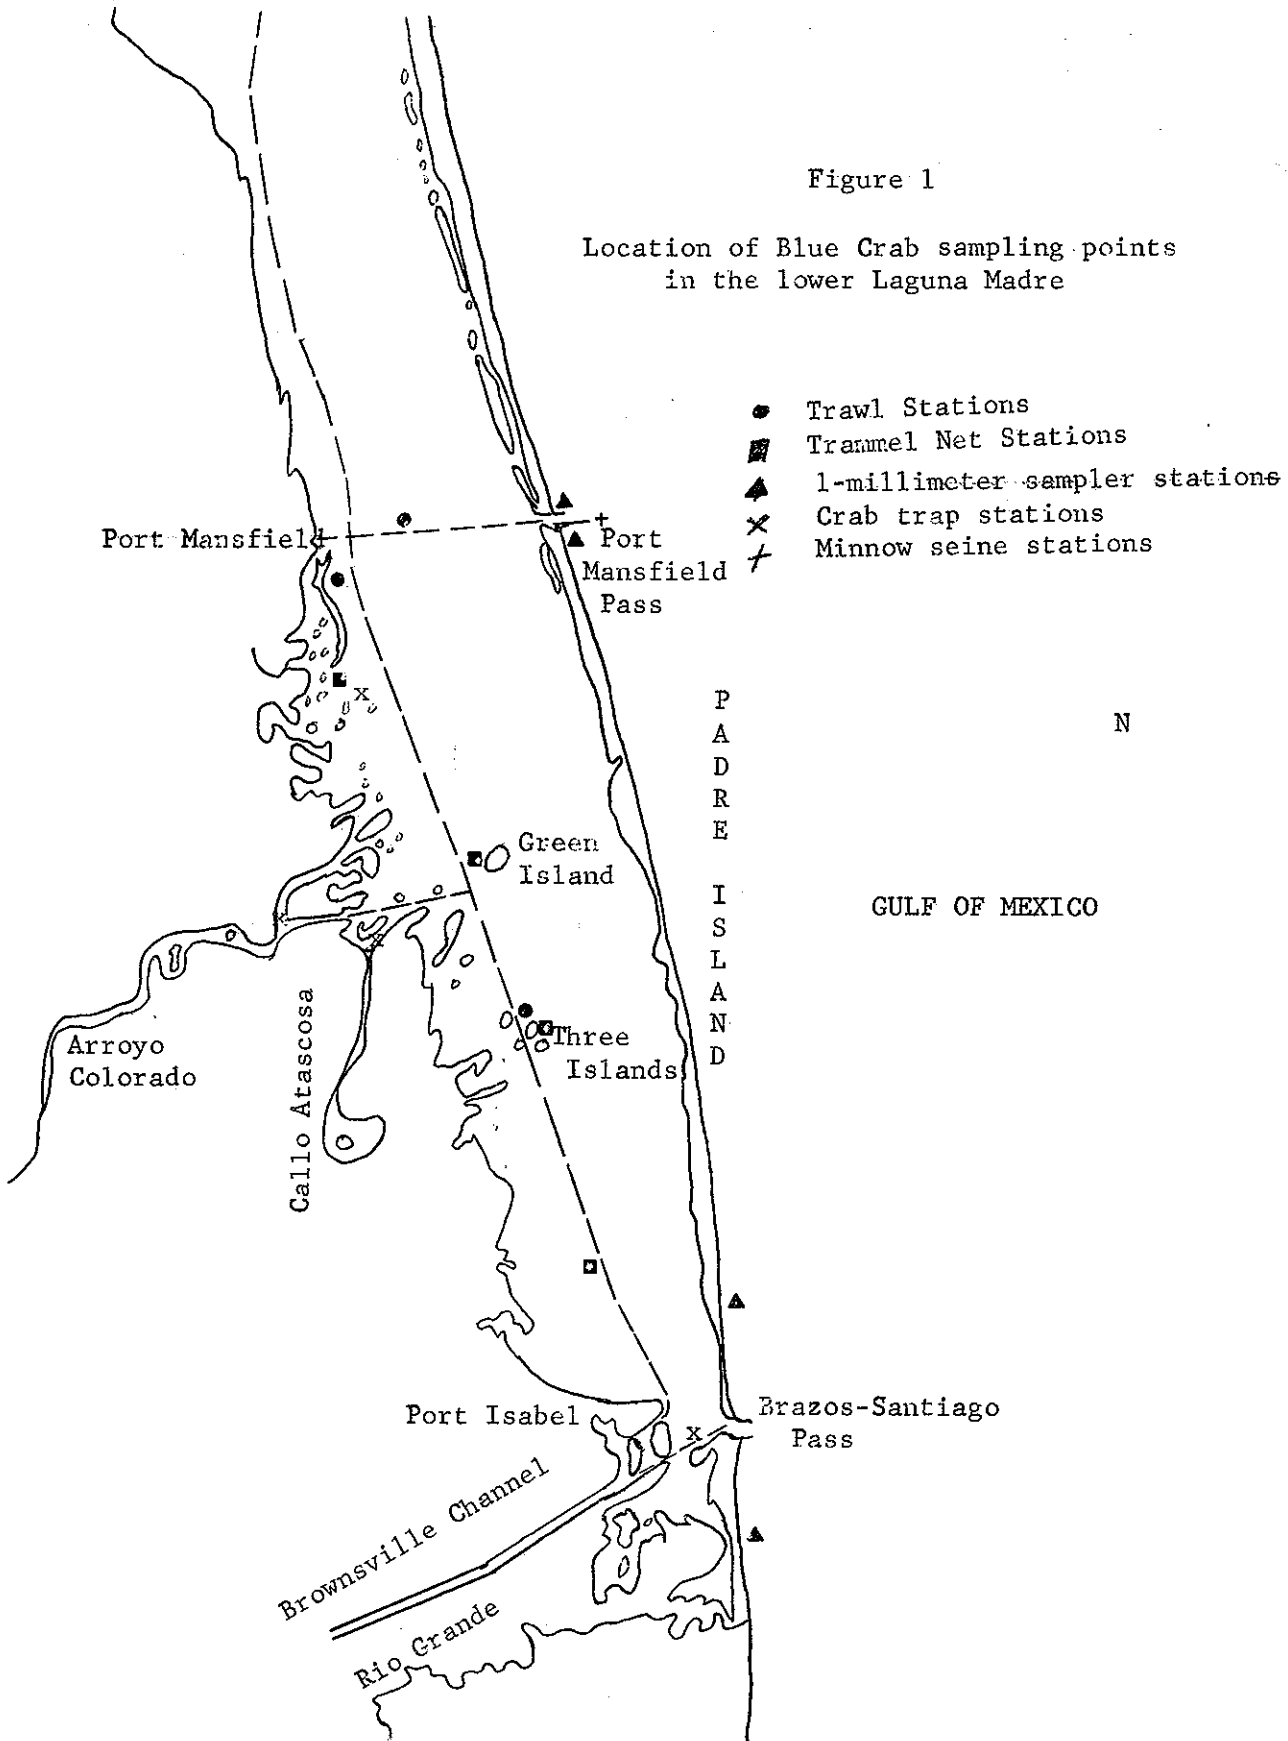 Figure 1
Location of Blue Crab sampling points
in the lower Laguna Madre
Trawl Stations
Trammel Net Stations
1-millimeter sampler stations
Crab trap stations
Minnow seine stations
Port Mansfield
Port
Mansfield
Pass
PADRE ISLAND
N
Green
Island
GULF OF MEXICO
Three
Islands
Arroyo
Colorado
Callo Atascosa
Port Isabel
Brazos-Santiago
Pass
Brownsville Channel
Rio Grande